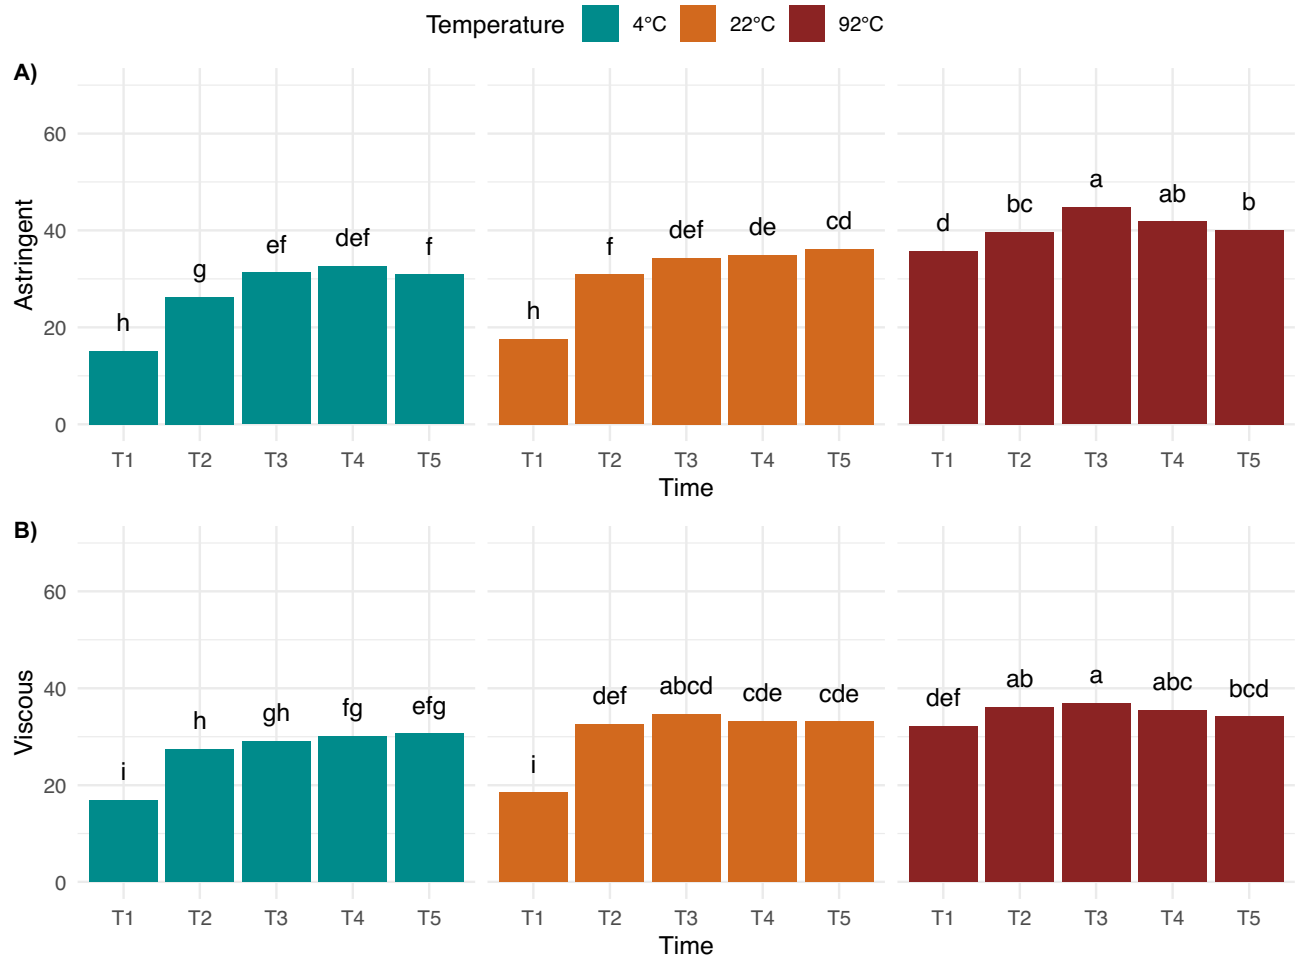 Temperature 4°C 22°C 92°C
A)
60
40
20
0
Astringent
h g ef def f
h f def de cd
d bc a ab b
T1 T2 T3 T4 T5 T1 T2 T3 T4 T5 T1 T2 T3 T4 T5
Time
B)
60
40
20
0
Viscous
i h gh fg efg
i def abcd cde cde
def ab a abc bcd
T1 T2 T3 T4 T5 T1 T2 T3 T4 T5 T1 T2 T3 T4 T5
Time